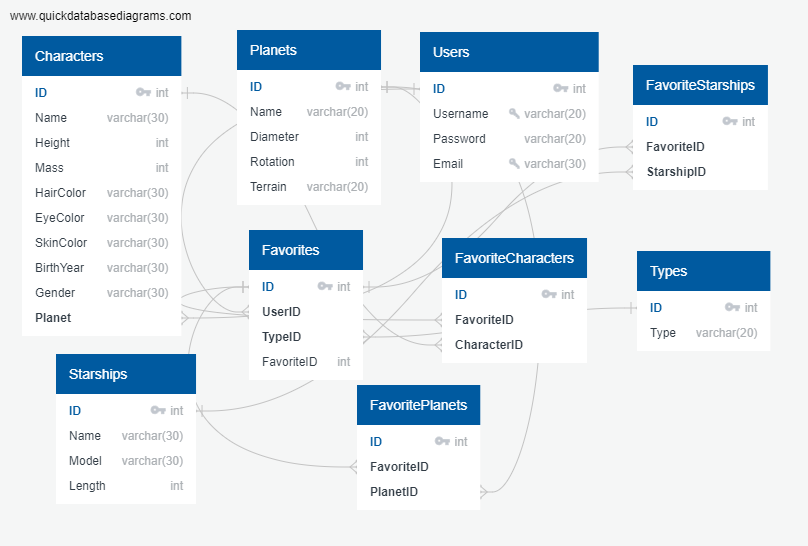 www.quickdatabasediagrams.com
Characters
ID int
Name varchar(30)
Height int
Mass int
HairColor varchar(30)
EyeColor varchar(30)
SkinColor varchar(30)
BirthYear varchar(30)
Gender varchar(30)
Planet
Planets
ID int
Name varchar(20)
Diameter int
Rotation int
Terrain varchar(20)
Users
ID int
Username varchar(20)
Password varchar(20)
Email varchar(30)
FavoriteStarships
ID int
FavoriteID
StarshipID
Favorites
ID int
UserID
TypeID
FavoriteID int
FavoriteCharacters
ID int
FavoriteID
CharacterID
Types
ID int
Type varchar(20)
Starships
ID int
Name varchar(30)
Model varchar(30)
Length int
FavoritePlanets
ID int
FavoriteID
PlanetID